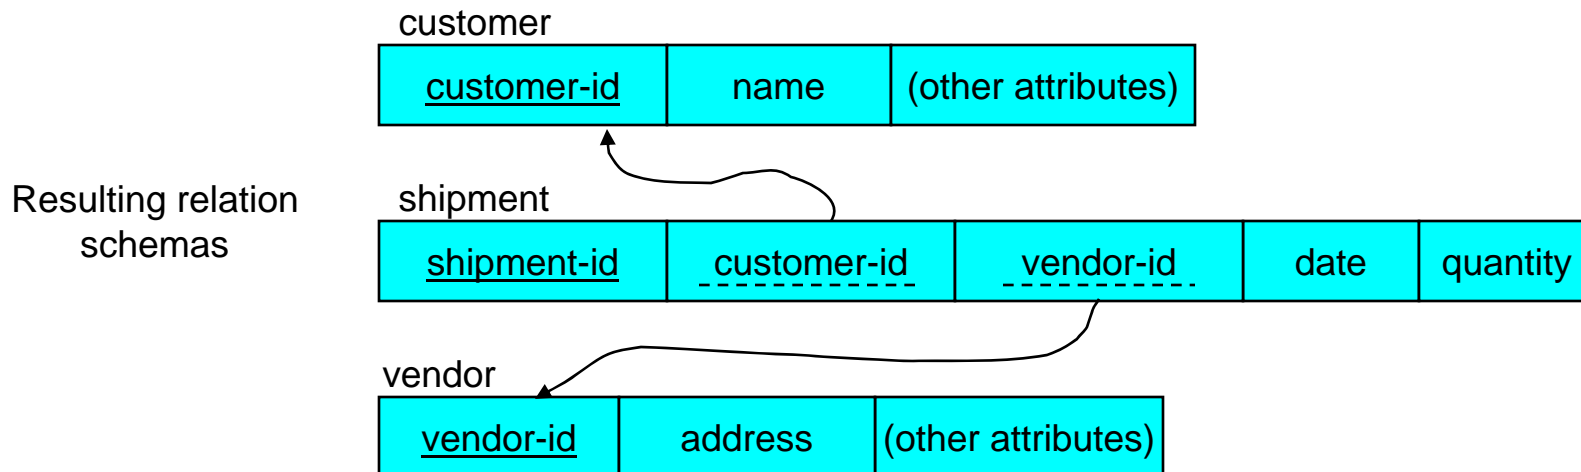 customer
customer-id name (other attributes)
Resulting relation
schemas
shipment
shipment-id customer-id vendor-id date quantity
vendor
vendor-id address (other attributes)